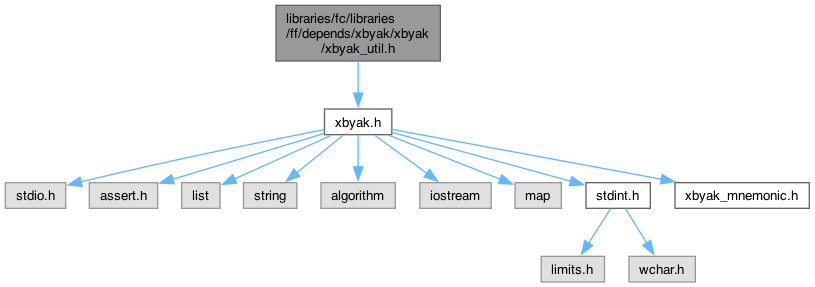 libraries/fc/libraries
/ff/depends/xbyak/xbyak
/xbyak_util.h
xbyak.h
stdio.h
assert.h
list
string
algorithm
iostream
map
stdint.h
xbyak_mnemonic.h
limits.h
wchar.h